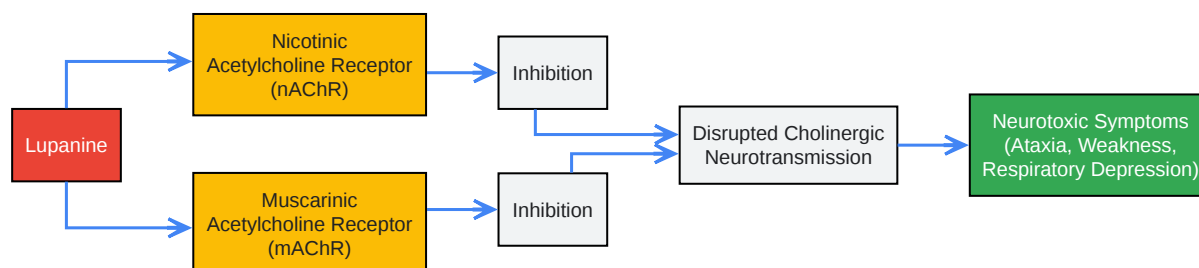 Lupanine
Nicotinic
Acetylcholine Receptor
(nAChR)
Inhibition
Muscarinic
Acetylcholine Receptor
(mAChR)
Inhibition
Disrupted Cholinergic
Neurotransmission
Neurotoxic Symptoms
(Ataxia, Weakness,
Respiratory Depression)